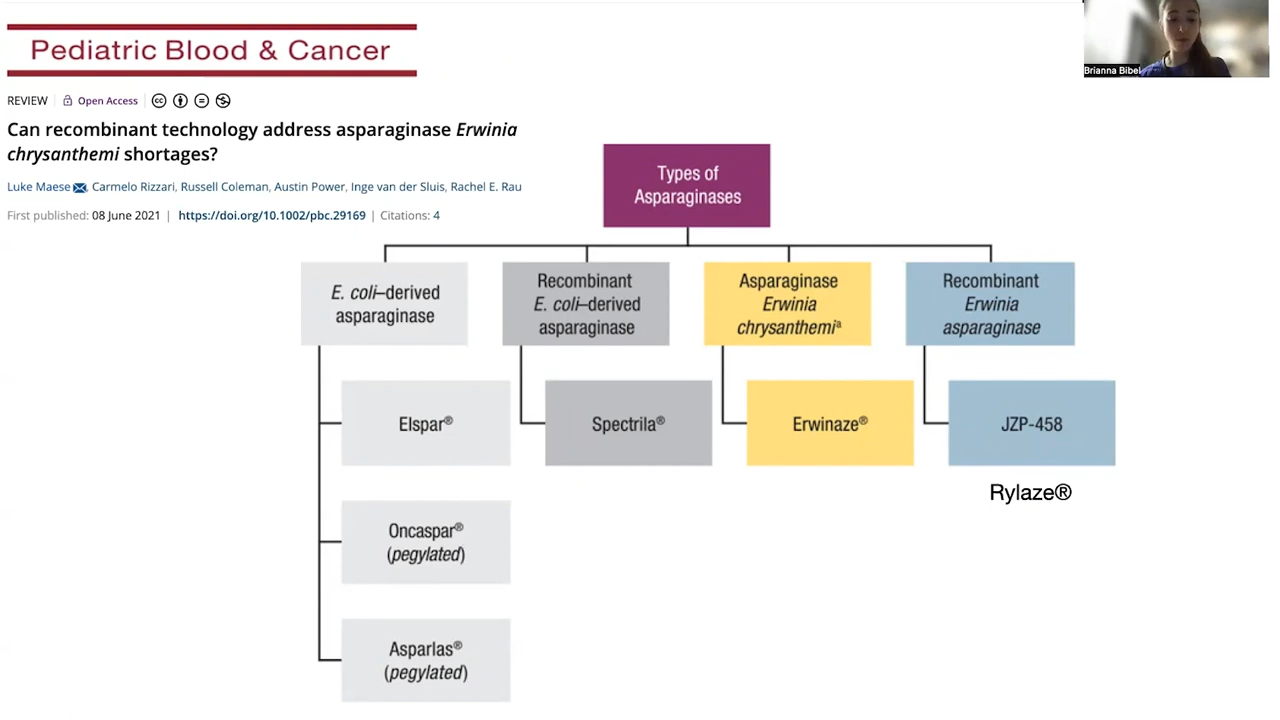 Pediatric Blood & Cancer
Brianna Bibel
REVIEW Open Access
Can recombinant technology address asparaginase Erwinia
chrysanthemi shortages?
Luke Maese, Carmelo Rizzari, Russell Coleman, Austin Power, Inge van der Sluis, Rachel E. Rau
First published: 08 June 2021 | https://doi.org/10.1002/pbc.29169 | Citations: 4
Types of
Asparaginases
E. coli–derived
asparaginase
Recombinant
E. coli–derived
asparaginase
Asparaginase
Erwinia
chrysanthemiᵃ
Recombinant
Erwinia
asparaginase
Elspar®
Spectrila®
Erwinaze®
JZP-458
Rylaze®
Oncaspar®
(pegylated)
Asparlas®
(pegylated)